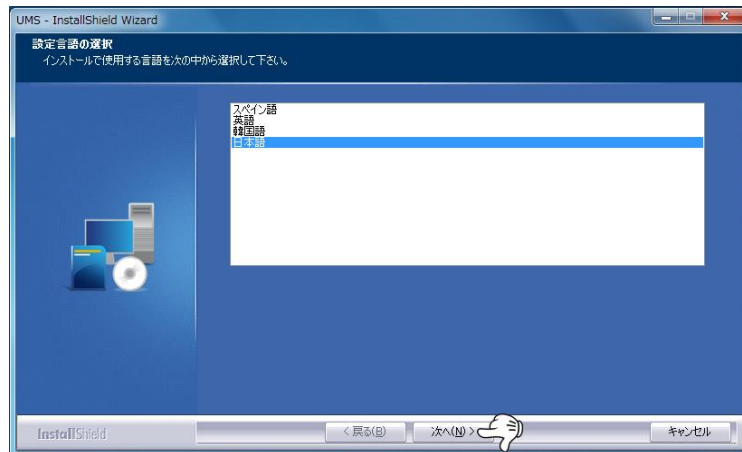 UMS - InstallShield Wizard
設定言語の選択
インストールで使用する言語を次の中から選択して下さい。
スペイン語
英語
韓国語
日本語
InstallShield
< 戻る(B)
次へ(N) >
キャンセル